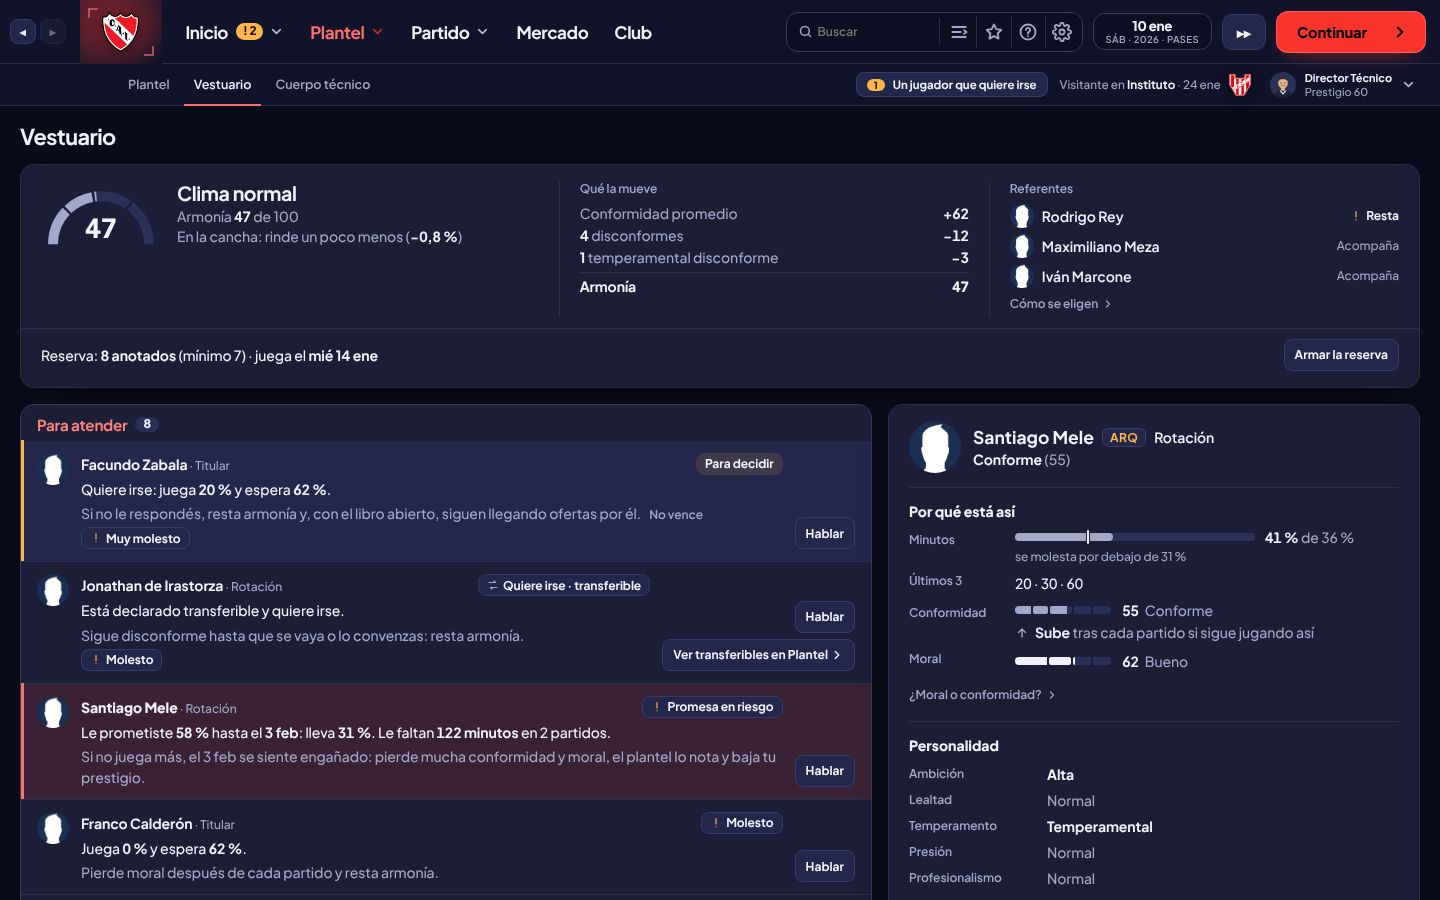 Inicio !2 Plantel Partido Mercado Club
Buscar
10 ene
SÁB · 2026 · PASES
Continuar
Plantel Vestuario Cuerpo técnico
1 Un jugador que quiere irse
Visitante en Instituto · 24 ene
Director Técnico
Prestigio 60
Vestuario
47
Clima normal
Armonía 47 de 100
En la cancha: rinde un poco menos (−0,8 %)
Qué la mueve
Conformidad promedio +62
4 disconformes −12
1 temperamental disconforme −3
Armonía 47
Referentes
Rodrigo Rey ! Resta
Maximiliano Meza Acompaña
Iván Marcone Acompaña
Cómo se eligen
Reserva: 8 anotados (mínimo 7) · juega el mié 14 ene
Armar la reserva
Para atender 8
Facundo Zabala · Titular Para decidir
Quiere irse: juega 20 % y espera 62 %.
Si no le respondés, resta armonía y, con el libro abierto, siguen llegando ofertas por él. No vence
! Muy molesto
Hablar
Jonathan de Irastorza · Rotación Quiere irse · transferible
Está declarado transferible y quiere irse.
Sigue disconforme hasta que se vaya o lo convenzas: resta armonía.
! Molesto
Hablar
Ver transferibles en Plantel
Santiago Mele · Rotación ! Promesa en riesgo
Le prometiste 58 % hasta el 3 feb: lleva 31 %. Le faltan 122 minutos en 2 partidos.
Si no juega más, el 3 feb se siente engañado: pierde mucha conformidad y moral, el plantel lo nota y baja tu
prestigio.
Hablar
Franco Calderón · Titular ! Molesto
Juega 0 % y espera 62 %.
Pierde moral después de cada partido y resta armonía.
Hablar
Santiago Mele ARQ Rotación
Conforme (55)
Por qué está así
Minutos 41 % de 36 %
se molesta por debajo de 31 %
Últimos 3 20 · 30 · 60
Conformidad 55 Conforme
↑ Sube tras cada partido si sigue jugando así
Moral 62 Bueno
¿Moral o conformidad?
Personalidad
Ambición Alta
Lealtad Normal
Temperamento Temperamental
Presión Normal
Profesionalismo Normal